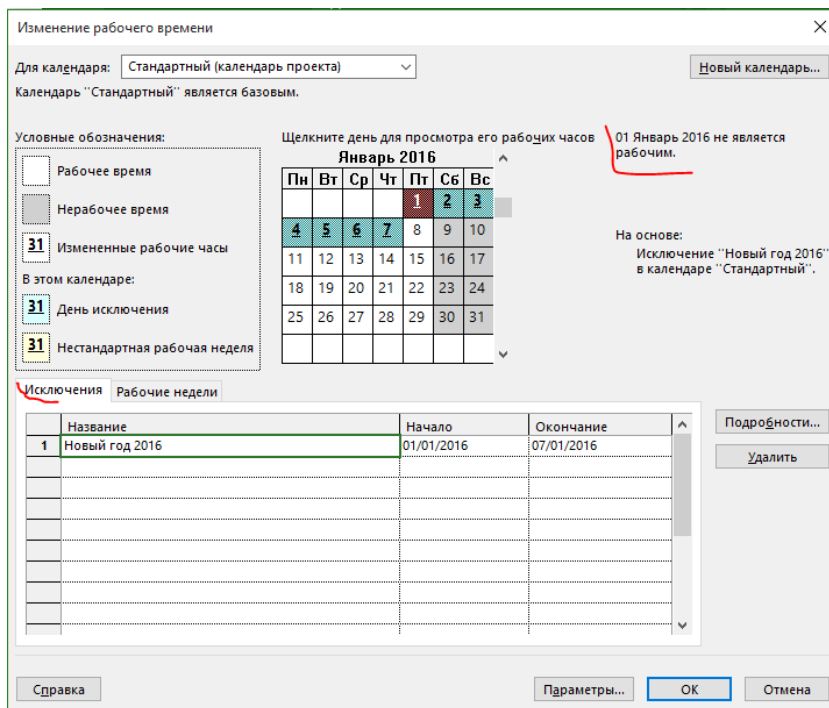 Изменение рабочего времени
Для календаря: Стандартный (календарь проекта)
Новый календарь...
Календарь "Стандартный" является базовым.
Условные обозначения:
Рабочее время
Нерабочее время
31 Измененные рабочие часы
В этом календаре:
31 День исключения
31 Нестандартная рабочая неделя
Щелкните день для просмотра его рабочих часов
Январь 2016
Пн Вт Ср Чт Пт Сб Вс
1 2 3
4 5 6 7 8 9 10
11 12 13 14 15 16 17
18 19 20 21 22 23 24
25 26 27 28 29 30 31
01 Январь 2016 не является
рабочим.
На основе:
Исключение "Новый год 2016"
в календаре "Стандартный".
Исключения Рабочие недели
Название Начало Окончание
1 Новый год 2016 01/01/2016 07/01/2016
Подробности...
Удалить
Справка Параметры... ОК Отмена